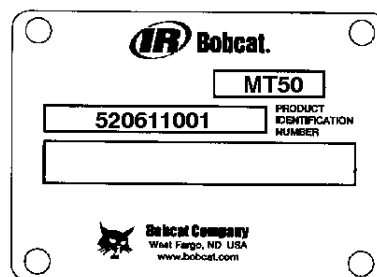 IR Bobcat.
MT50
520611001
PRODUCT
IDENTIFICATION
NUMBER
Bobcat Company
West Fargo, ND USA
www.bobcat.com